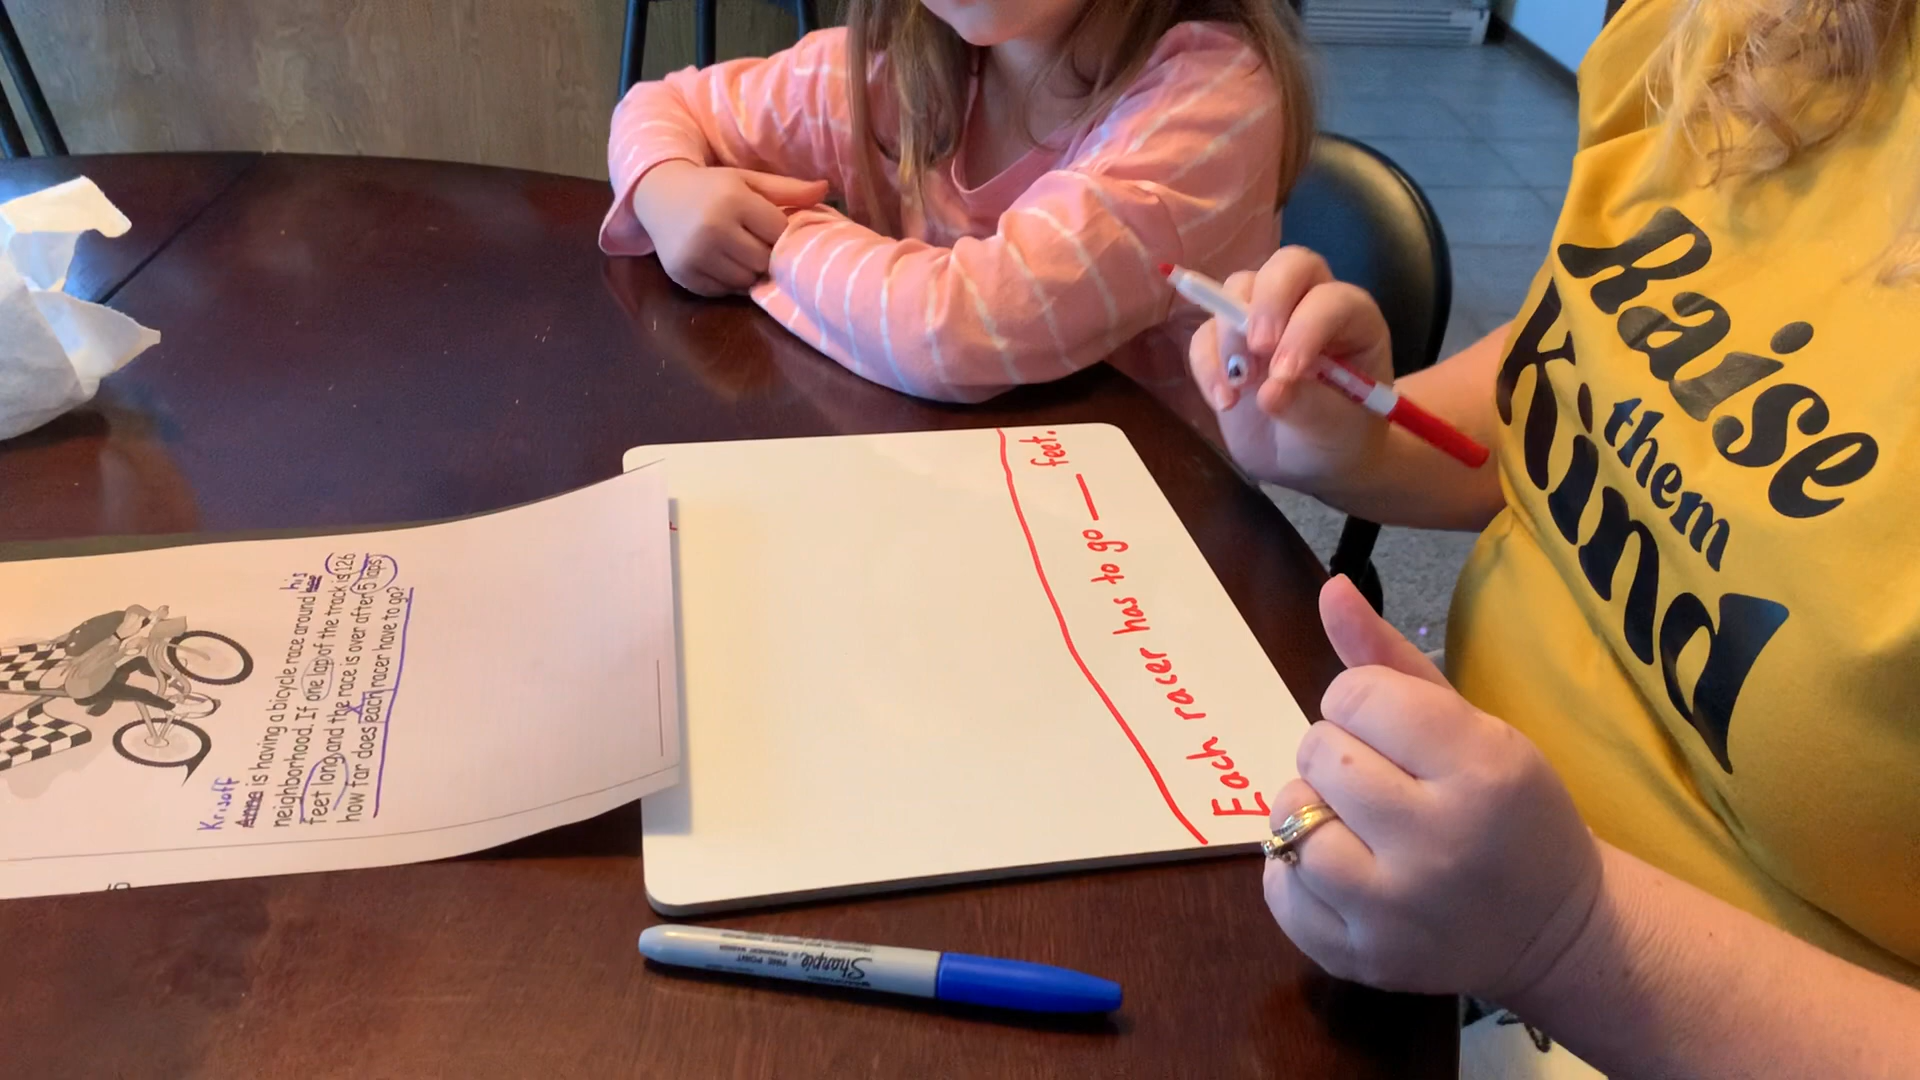 Krisoff
Anna is having a bicycle race around his
neighborhood. If one lap of the track is 126
feet long and the race is over after 5 laps
how far does each racer have to go?
Each racer has to go — feet.
Raise
them
Kind
Sharpie
FINE POINT